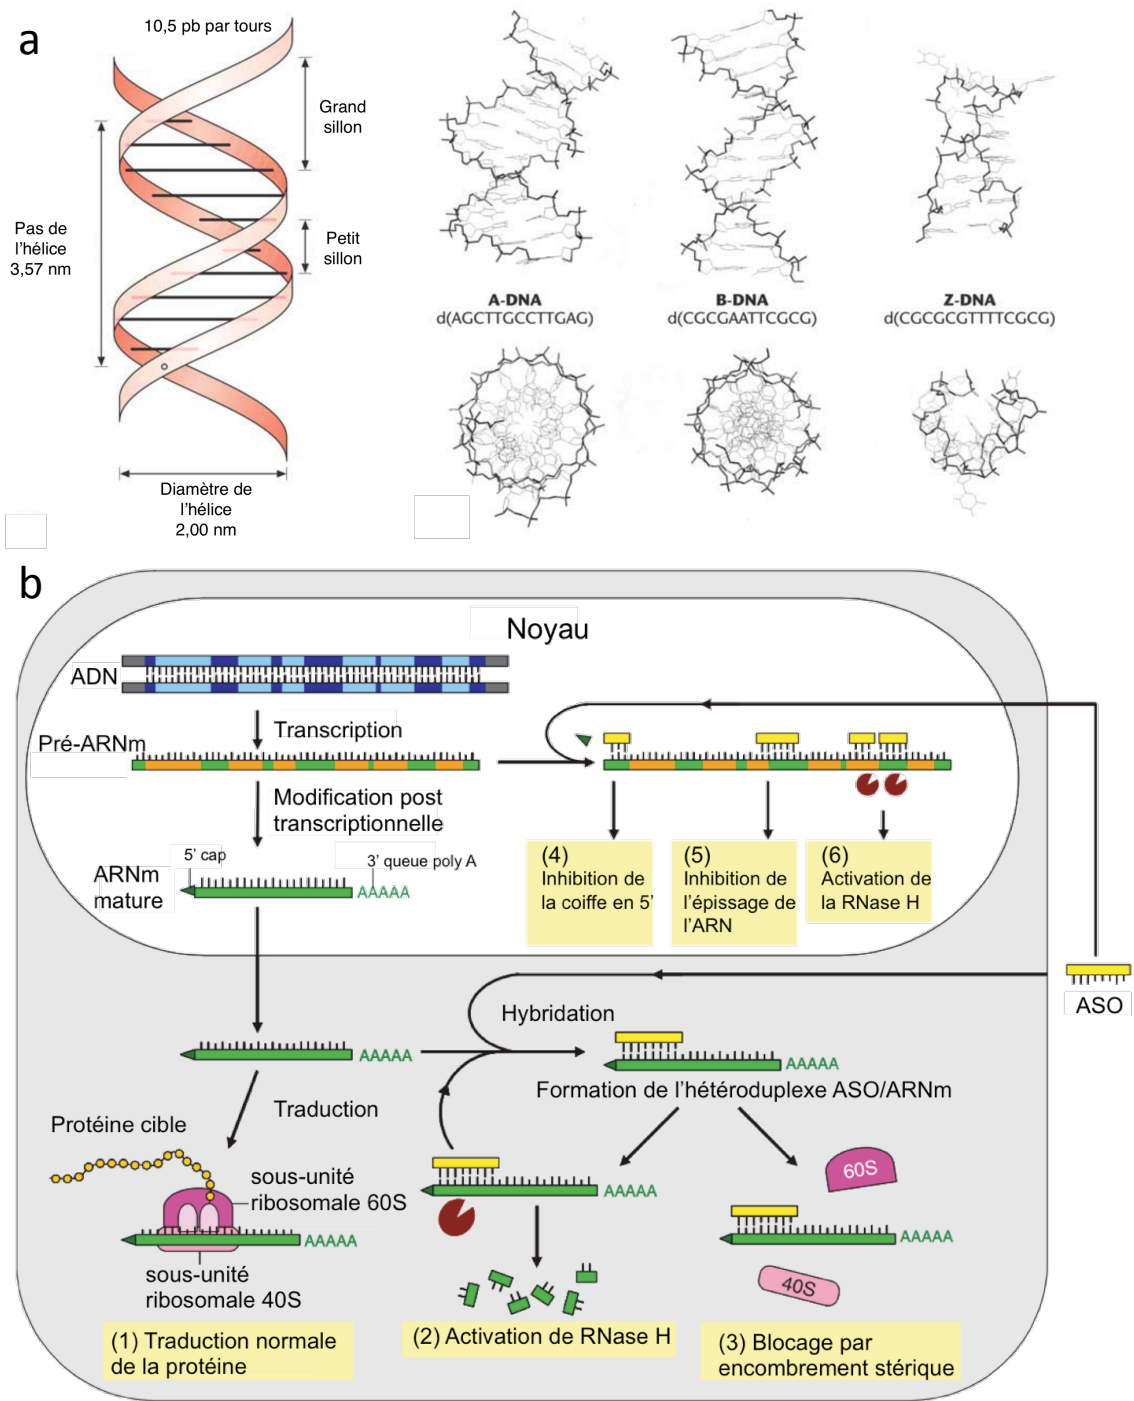 a
10,5 pb par tours
Grand
sillon
Pas de
l’hélice
3,57 nm
Petit
sillon
Diamètre de
l’hélice
2,00 nm
A-DNA
d(AGCTTGCCTTGAG)
B-DNA
d(CGCGAATTCGCG)
Z-DNA
d(CGCGCGTTTTCGCG)
b
Noyau
ADN
Transcription
Pré-ARNm
Modification post
transcriptionnelle
5’ cap
3’ queue poly A
ARNm
mature
AAAAA
(4)
Inhibition de
la coiffe en 5’
(5)
Inhibition de
l’épissage de
l’ARN
(6)
Activation de
la RNase H
ASO
Hybridation
AAAAA
AAAAA
Formation de l’hétéroduplexe ASO/ARNm
Traduction
Protéine cible
sous-unité
ribosomale 60S
AAAAA
sous-unité
ribosomale 40S
AAAAA
60S
AAAAA
40S
(1) Traduction normale
de la protéine
(2) Activation de RNase H
(3) Blocage par
encombrement stérique